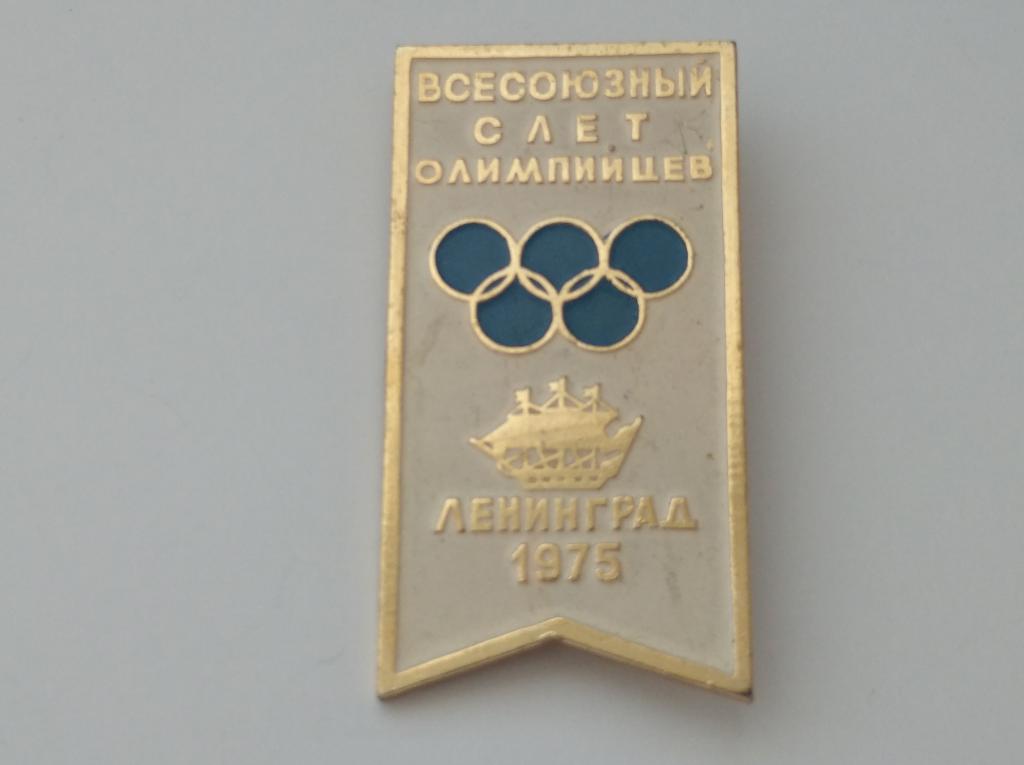 ВСЕСОЮЗНЫЙ
СЛЕТ
ОЛИМПИЙЦЕВ
ЛЕНИНГРАД
1975